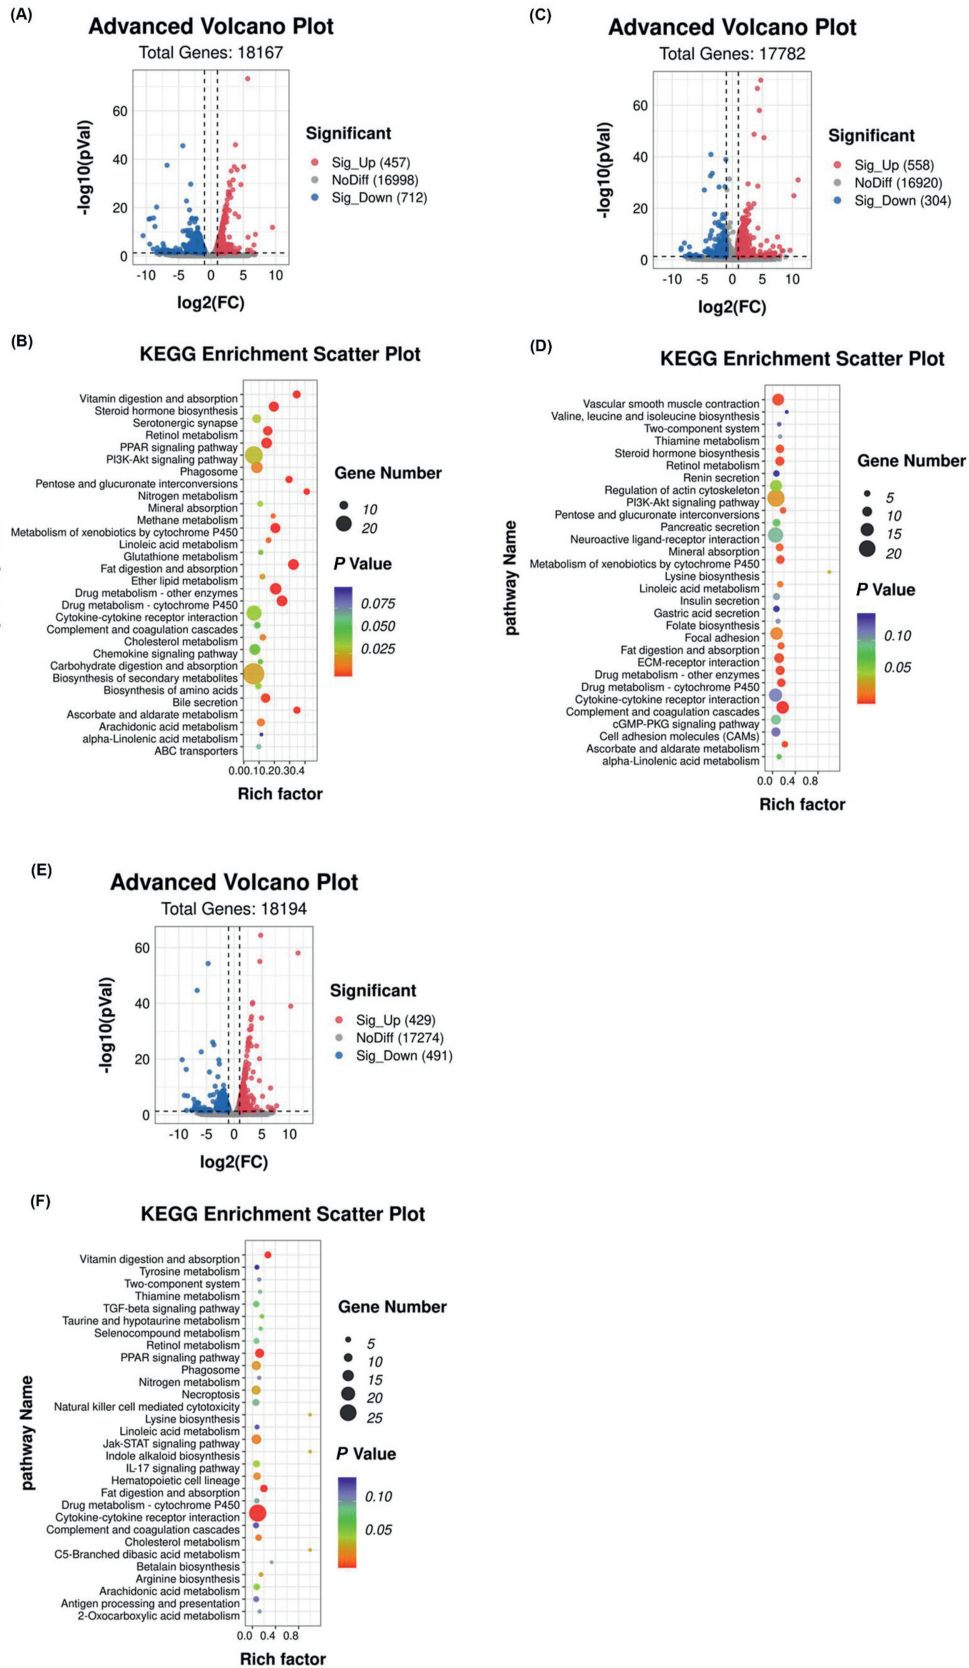 (A)
Advanced Volcano Plot
Total Genes: 18167
60
40
20
0
-log10(pVal)
-10 -5 0 5 10
log2(FC)
Significant
Sig_Up (457)
NoDiff (16998)
Sig_Down (712)
(C)
Advanced Volcano Plot
Total Genes: 17782
60
40
20
0
-log10(pVal)
-10 -5 0 5 10
log2(FC)
Significant
Sig_Up (558)
NoDiff (16920)
Sig_Down (304)
(B)
KEGG Enrichment Scatter Plot
Vitamin digestion and absorption
Steroid hormone biosynthesis
Serotonergic synapse
Retinol metabolism
PPAR signaling pathway
PI3K-Akt signaling pathway
Phagosome
Pentose and glucuronate interconversions
Nitrogen metabolism
Mineral absorption
Methane metabolism
Metabolism of xenobiotics by cytochrome P450
Linoleic acid metabolism
Glutathione metabolism
Fat digestion and absorption
Ether lipid metabolism
Drug metabolism - other enzymes
Drug metabolism - cytochrome P450
Cytokine-cytokine receptor interaction
Complement and coagulation cascades
Cholesterol metabolism
Chemokine signaling pathway
Carbohydrate digestion and absorption
Biosynthesis of secondary metabolites
Biosynthesis of amino acids
Bile secretion
Ascorbate and aldarate metabolism
Arachidonic acid metabolism
alpha-Linolenic acid metabolism
ABC transporters
0.00.10.20.30.4
Rich factor
Gene Number
10
20
P Value
0.075
0.050
0.025
(D)
KEGG Enrichment Scatter Plot
pathway Name
Vascular smooth muscle contraction
Valine, leucine and isoleucine biosynthesis
Two-component system
Thiamine metabolism
Steroid hormone biosynthesis
Retinol metabolism
Renin secretion
Regulation of actin cytoskeleton
PI3K-Akt signaling pathway
Pentose and glucuronate interconversions
Pancreatic secretion
Neuroactive ligand-receptor interaction
Mineral absorption
Metabolism of xenobiotics by cytochrome P450
Lysine biosynthesis
Linoleic acid metabolism
Insulin secretion
Gastric acid secretion
Folate biosynthesis
Focal adhesion
Fat digestion and absorption
ECM-receptor interaction
Drug metabolism - other enzymes
Drug metabolism - cytochrome P450
Cytokine-cytokine receptor interaction
Complement and coagulation cascades
cGMP-PKG signaling pathway
Cell adhesion molecules (CAMs)
Ascorbate and aldarate metabolism
alpha-Linolenic acid metabolism
0.0 0.4 0.8
Rich factor
Gene Number
5
10
15
20
P Value
0.10
0.05
(E)
Advanced Volcano Plot
Total Genes: 18194
60
40
20
0
-log10(pVal)
-10 -5 0 5 10
log2(FC)
Significant
Sig_Up (429)
NoDiff (17274)
Sig_Down (491)
(F)
KEGG Enrichment Scatter Plot
pathway Name
Vitamin digestion and absorption
Tyrosine metabolism
Two-component system
Thiamine metabolism
TGF-beta signaling pathway
Taurine and hypotaurine metabolism
Selenocompound metabolism
Retinol metabolism
PPAR signaling pathway
Phagosome
Nitrogen metabolism
Necroptosis
Natural killer cell mediated cytotoxicity
Lysine biosynthesis
Linoleic acid metabolism
Jak-STAT signaling pathway
Indole alkaloid biosynthesis
IL-17 signaling pathway
Hematopoietic cell lineage
Fat digestion and absorption
Drug metabolism - cytochrome P450
Cytokine-cytokine receptor interaction
Complement and coagulation cascades
Cholesterol metabolism
C5-Branched dibasic acid metabolism
Betalain biosynthesis
Arginine biosynthesis
Arachidonic acid metabolism
Antigen processing and presentation
2-Oxocarboxylic acid metabolism
0.0 0.4 0.8
Rich factor
Gene Number
5
10
15
20
25
P Value
0.10
0.05